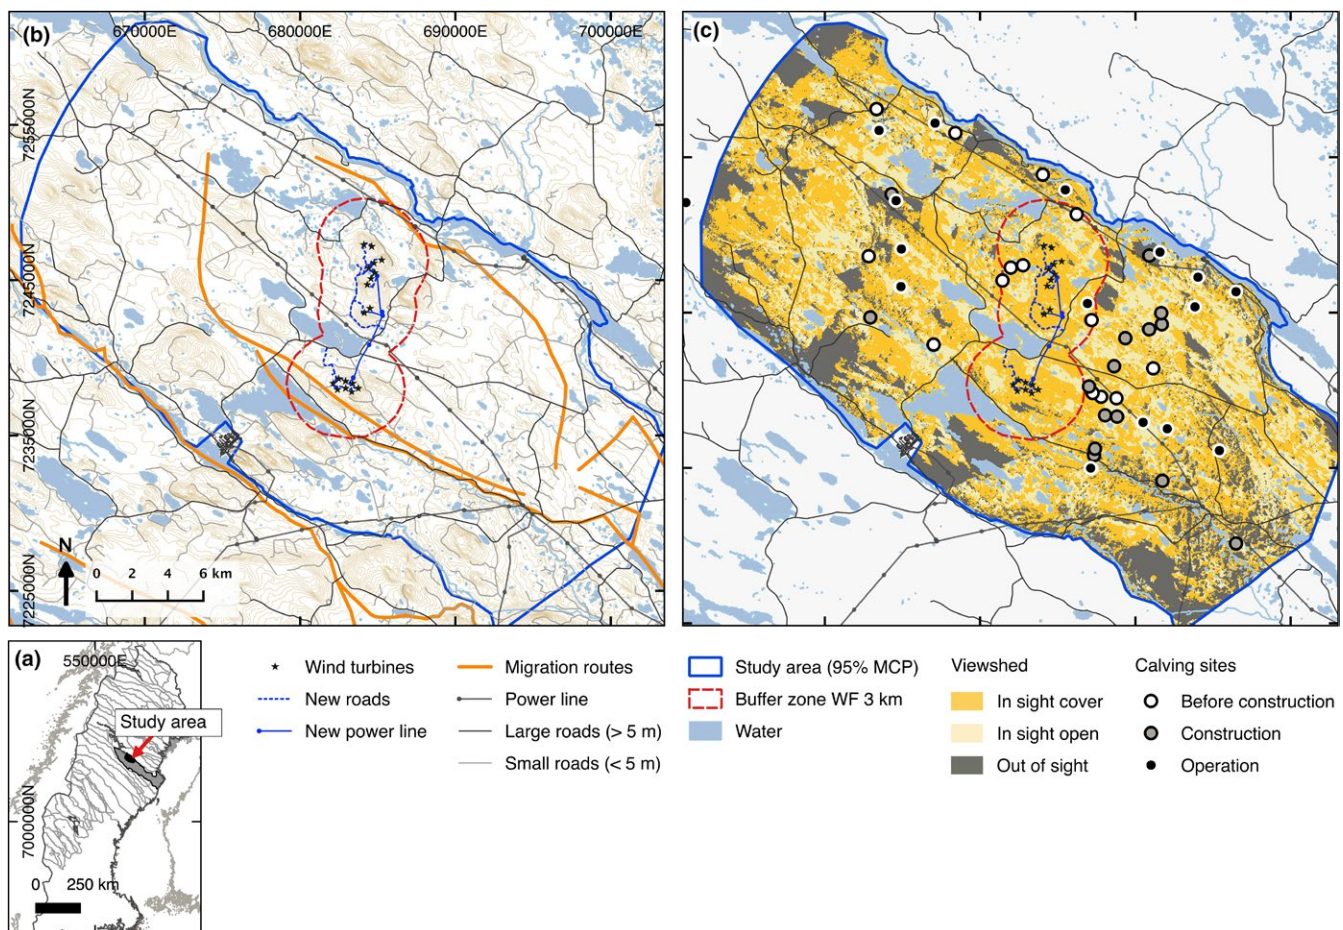 (b)
670000E 680000E 690000E 700000E
7255000N
7245000N
7235000N
7225000N
N
0 2 4 6 km
(c)
(a)
550000E
Study area
7000000N
0 250 km
Wind turbines
New roads
New power line
Migration routes
Power line
Large roads (> 5 m)
Small roads (< 5 m)
Study area (95% MCP)
Buffer zone WF 3 km
Water
Viewshed
In sight cover
In sight open
Out of sight
Calving sites
Before construction
Construction
Operation